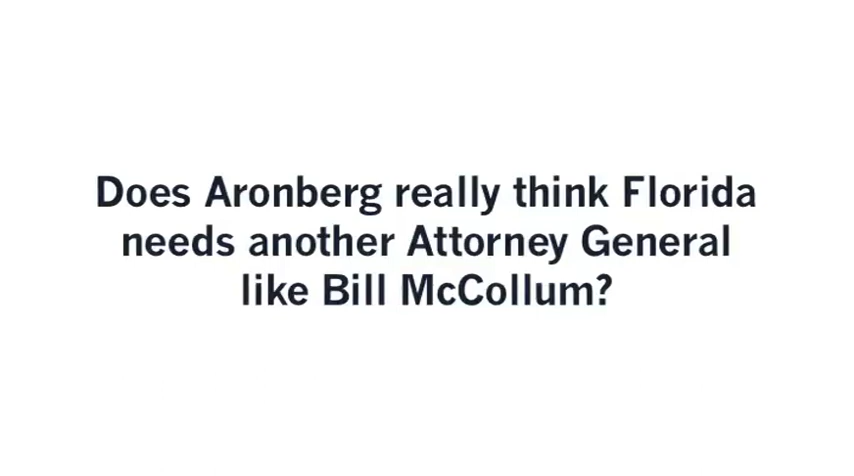 Does Aronberg really think Florida
needs another Attorney General
like Bill McCollum?